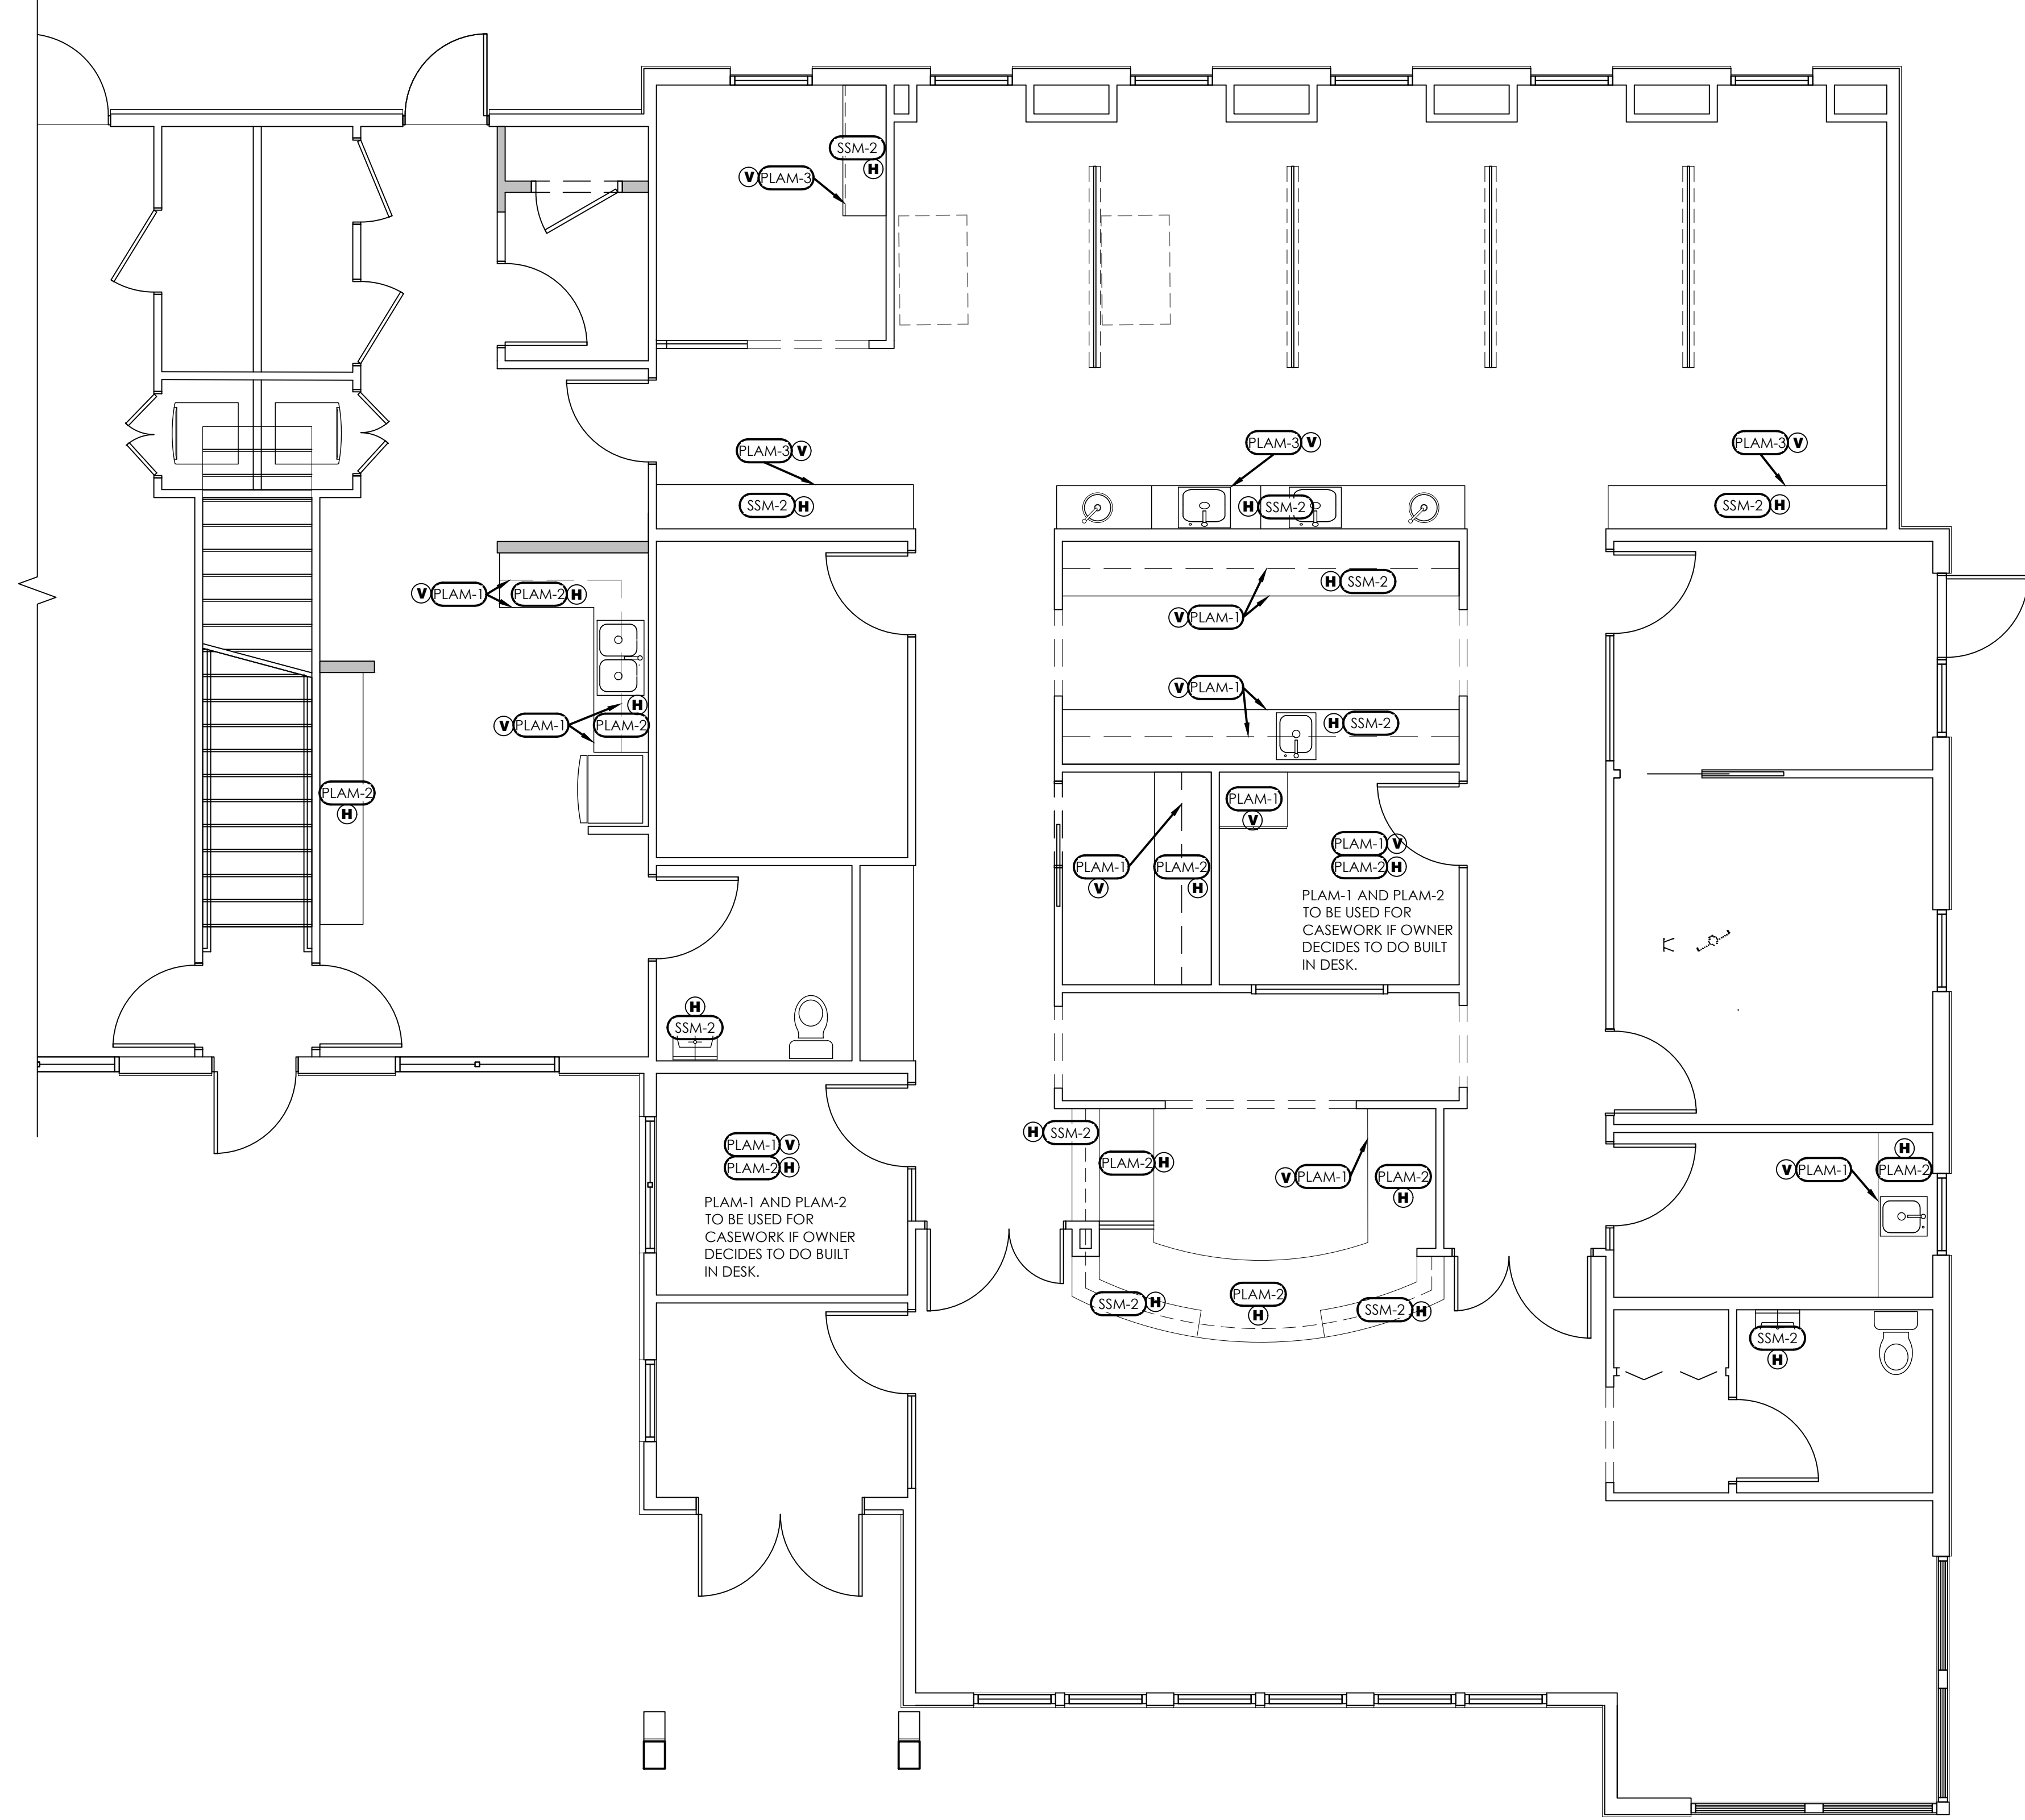 SSM-2
H
V PLAM-3
PLAM-3 V
SSM-2 H
PLAM-3 V
H SSM-2
PLAM-3 V
SSM-2 H
V PLAM-1
PLAM-2 H
H SSM-2
V PLAM-1
V PLAM-1
H SSM-2
H
V PLAM-1
PLAM-2
PLAM-2
H
PLAM-1
V
PLAM-1
V
PLAM-2
H
PLAM-1 V
PLAM-2 H
PLAM-1 AND PLAM-2
TO BE USED FOR
CASEWORK IF OWNER
DECIDES TO DO BUILT
IN DESK.
H
SSM-2
PLAM-1 V
PLAM-2 H
PLAM-1 AND PLAM-2
TO BE USED FOR
CASEWORK IF OWNER
DECIDES TO DO BUILT
IN DESK.
H SSM-2
PLAM-2 H
V PLAM-1
PLAM-2
H
V PLAM-1
H
PLAM-2
SSM-2 H
PLAM-2
H
SSM-2 H
SSM-2
H